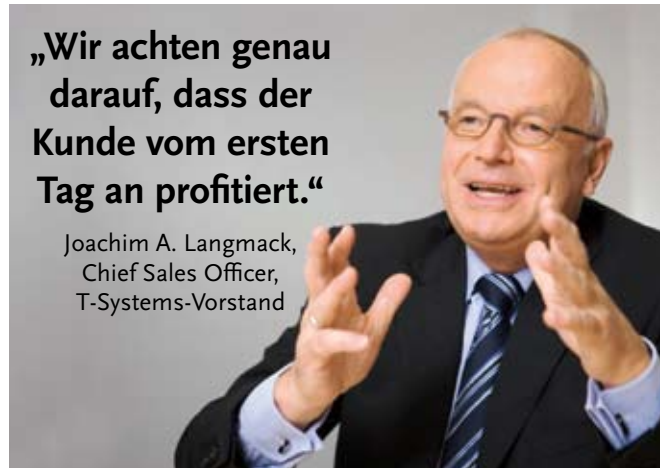 „Wir achten genau
darauf, dass der
Kunde vom ersten
Tag an profitiert.“
Joachim A. Langmack,
Chief Sales Officer,
T-Systems-Vorstand